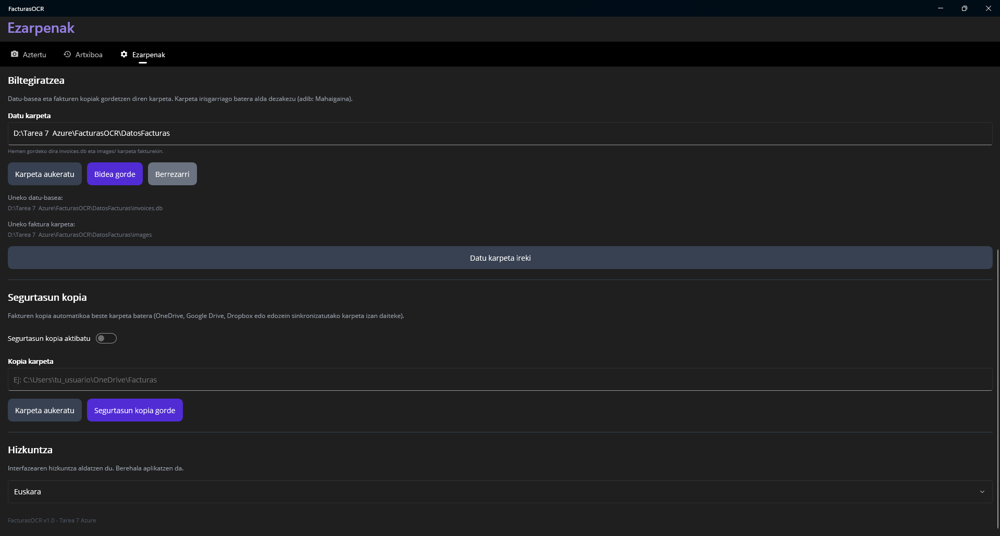 FacturasOCR
Ezarpenak
Aztertu
Artxiboa
Ezarpenak
Biltegiratzea
Datu-basea eta fakturen kopiak gordetzen diren karpeta. Karpeta irisgarriago batera alda dezakezu (adib: Mahaigaina).
Datu karpeta
D:\Tarea 7  Azure\FacturasOCR\DatosFacturas
Hemen gordeko dira invoices.db eta images/ karpeta fakturekin.
Karpeta aukeratu
Bidea gorde
Berrezarri
Uneko datu-basea:
D:\Tarea 7  Azure\FacturasOCR\DatosFacturas\invoices.db
Uneko faktura karpeta:
D:\Tarea 7  Azure\FacturasOCR\DatosFacturas\images
Datu karpeta ireki
Segurtasun kopia
Fakturen kopia automatikoa beste karpeta batera (OneDrive, Google Drive, Dropbox edo edozein sinkronizatutako karpeta izan daiteke).
Segurtasun kopia aktibatu
Kopia karpeta
Ej: C:\Users\tu_usuario\OneDrive\Facturas
Karpeta aukeratu
Segurtasun kopia gorde
Hizkuntza
Interfazearen hizkuntza aldatzen du. Berehala aplikatzen da.
Euskara
FacturasOCR v1.0 - Tarea 7 Azure